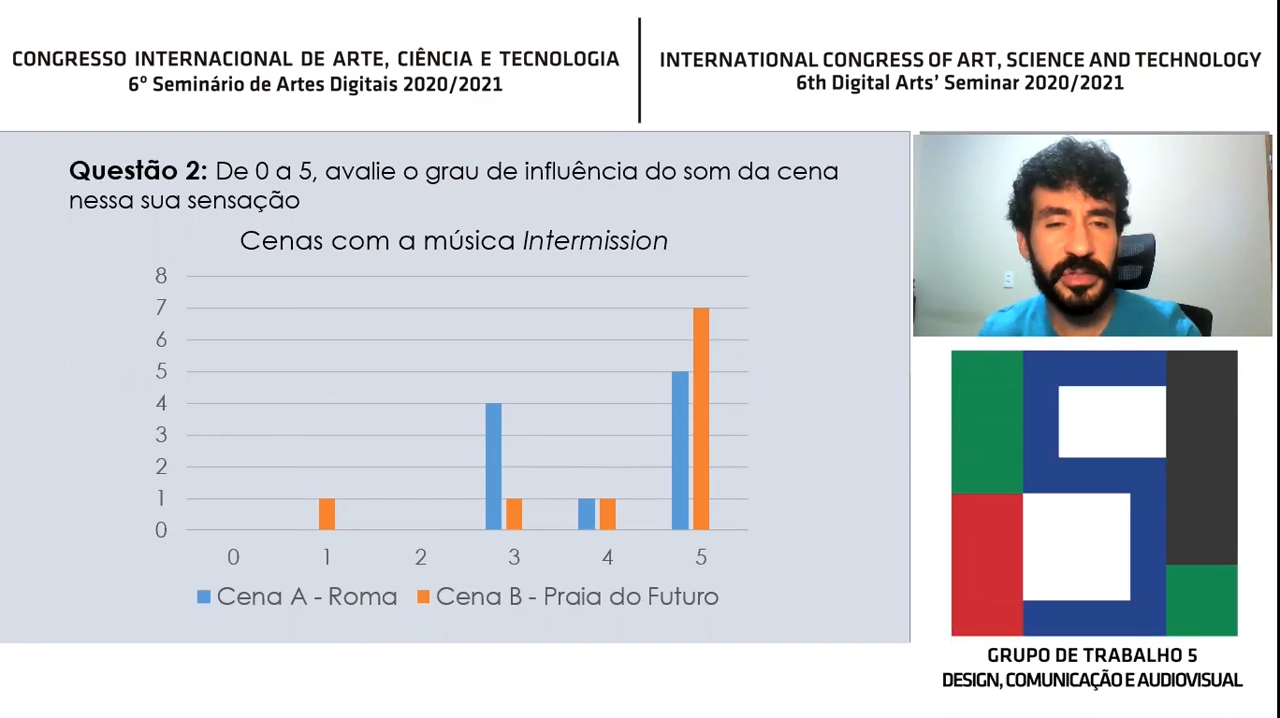 CONGRESSO INTERNACIONAL DE ARTE, CIÊNCIA E TECNOLOGIA
6º Seminário de Artes Digitais 2020/2021
INTERNATIONAL CONGRESS OF ART, SCIENCE AND TECHNOLOGY
6th Digital Arts' Seminar 2020/2021
Questão 2: De 0 a 5, avalie o grau de influência do som da cena
nessa sua sensação
Cenas com a música Intermission
8
7
6
5
4
3
2
1
0
0 1 2 3 4 5
Cena A - Roma Cena B - Praia do Futuro
GRUPO DE TRABALHO 5
DESIGN, COMUNICAÇÃO E AUDIOVISUAL